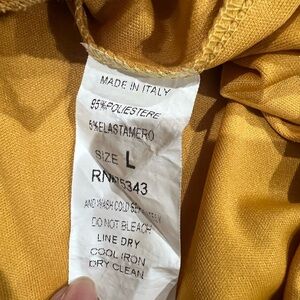 MADE IN ITALY
95%POLIESTERE
5%ELASTAMERO
SIZE L
AND WASH COLD
DO NOT BLEACH
LINE DRY
COOL IRON
DRY CLEAN